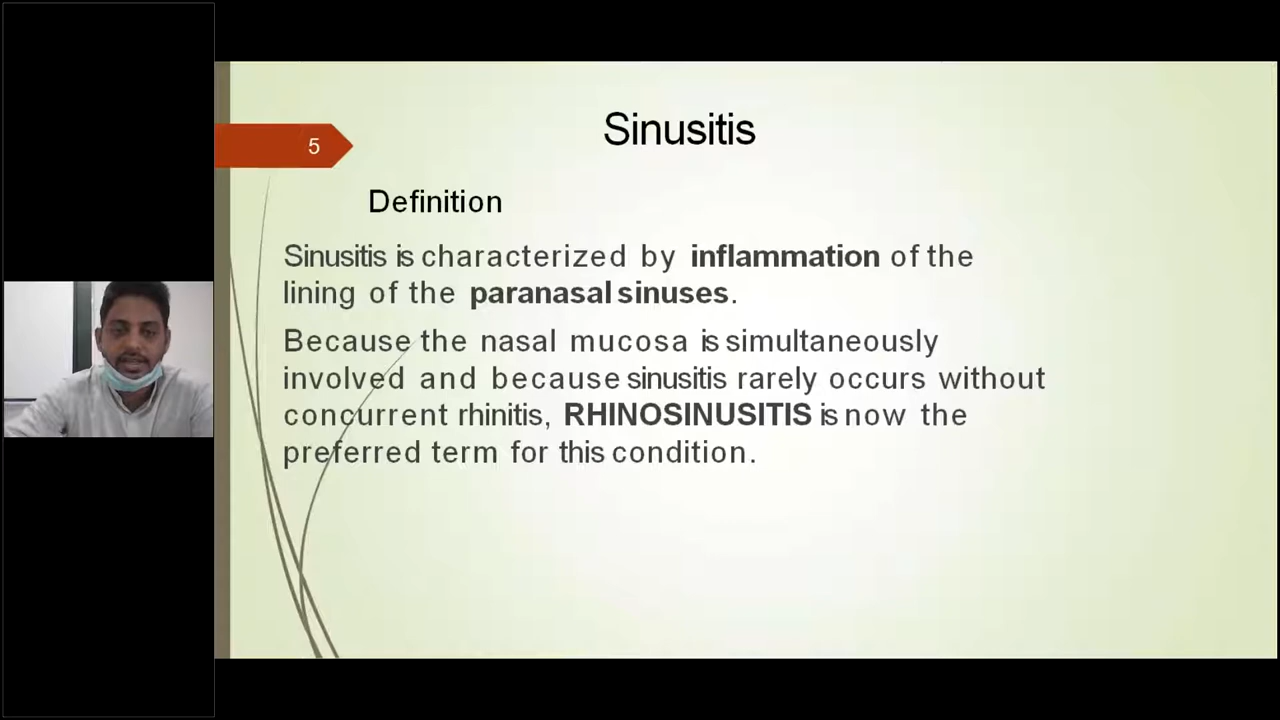 Sinusitis
5
Definition
Sinusitis is characterized by inflammation of the
lining of the paranasal sinuses.
Because the nasal mucosa is simultaneously
involved and because sinusitis rarely occurs without
concurrent rhinitis, RHINOSINUSITIS is now the
preferred term for this condition.